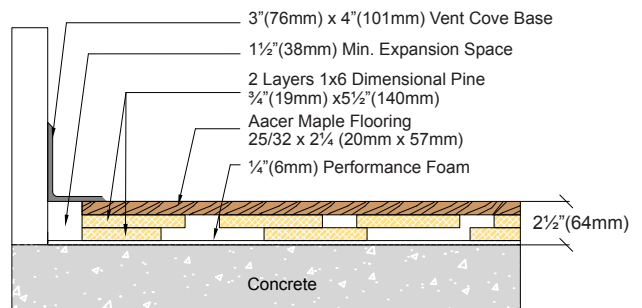 3”(76mm) x 4”(101mm) Vent Cove Base
1½”(38mm) Min. Expansion Space
2 Layers 1x6 Dimensional Pine
¾”(19mm) x5½”(140mm)
Aacer Maple Flooring
25/32 x 2¼ (20mm x 57mm)
¼”(6mm) Performance Foam
2½”(64mm)
Concrete